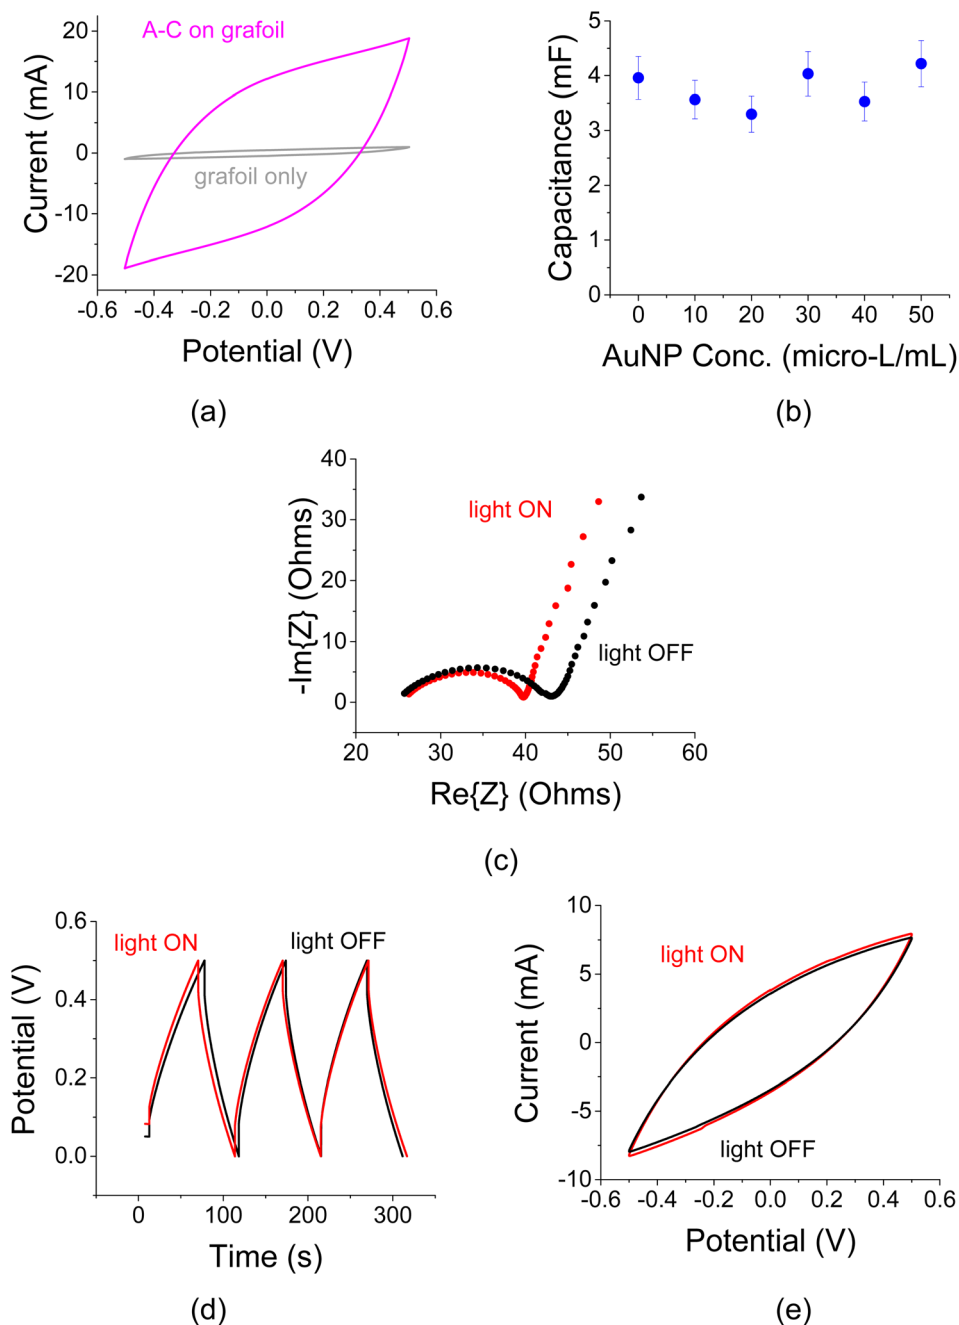 A-C on grafoil
grafoil only
Current (mA)
20
10
0
-10
-20
-0.6 -0.4 -0.2 0.0 0.2 0.4 0.6
Potential (V)
(a)
Capacitance (mF)
5
4
3
2
1
0
0 10 20 30 40 50
AuNP Conc. (micro-L/mL)
(b)
light ON
light OFF
-Im{Z} (Ohms)
40
30
20
10
0
20 30 40 50 60
Re{Z} (Ohms)
(c)
light ON light OFF
Potential (V)
0.6
0.4
0.2
0.0
0 100 200 300
Time (s)
(d)
light ON
light OFF
Current (mA)
10
5
0
-5
-10
-0.6 -0.4 -0.2 0.0 0.2 0.4 0.6
Potential (V)
(e)